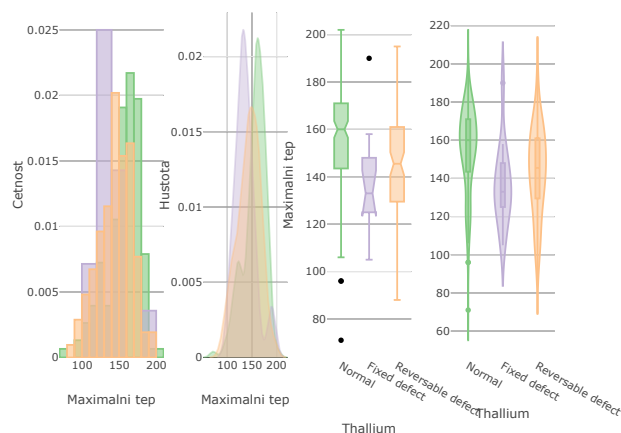 0.025
0.02
0.015
0.01
0.005
0
Cetnost
100
150
200
Maximalni tep
0.02
0.015
0.01
0.005
0
Hustota
100
150
200
Maximalni tep
200
180
160
140
120
100
80
Maximalni tep
Normal
Fixed defect
Reversable defect
Thallium
220
200
180
160
140
120
100
80
60
Normal
Fixed defect
Reversable defect
Thallium